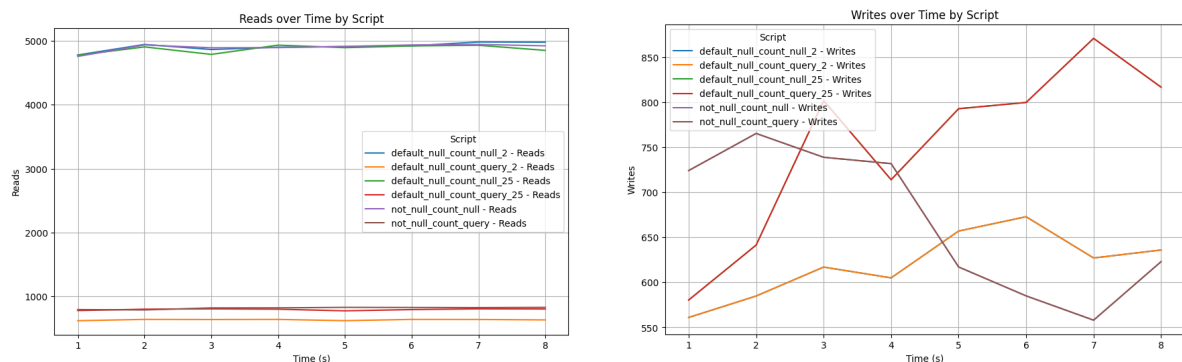 Reads over Time by Script
5000
4000
3000
2000
1000
Reads
Script
default_null_count_null_2 - Reads
default_null_count_query_2 - Reads
default_null_count_null_25 - Reads
default_null_count_query_25 - Reads
not_null_count_null - Reads
not_null_count_query - Reads
1 2 3 4 5 6 7 8
Time (s)
Writes over Time by Script
850
800
750
700
650
600
550
Writes
Script
default_null_count_null_2 - Writes
default_null_count_query_2 - Writes
default_null_count_null_25 - Writes
default_null_count_query_25 - Writes
not_null_count_null - Writes
not_null_count_query - Writes
1 2 3 4 5 6 7 8
Time (s)